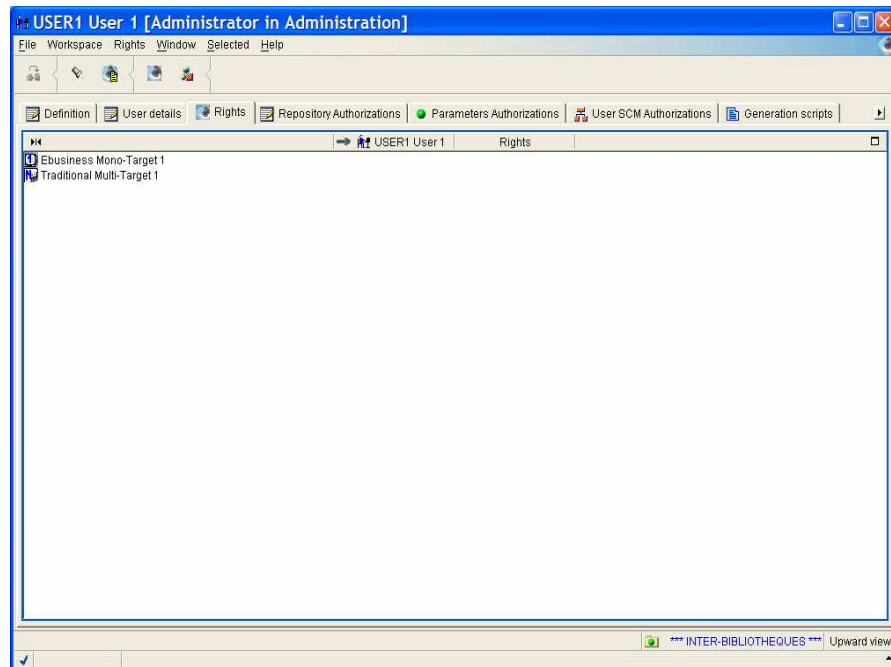 USER1 User 1 [Administrator in Administration]
File Workspace Rights Window Selected Help
Definition User details Rights Repository Authorizations Parameters Authorizations User SCM Authorizations Generation scripts
USER1 User 1 Rights
1 Ebusiness Mono-Target 1
N Traditional Multi-Target 1
*** INTER-BIBLIOTHEQUES *** Upward view